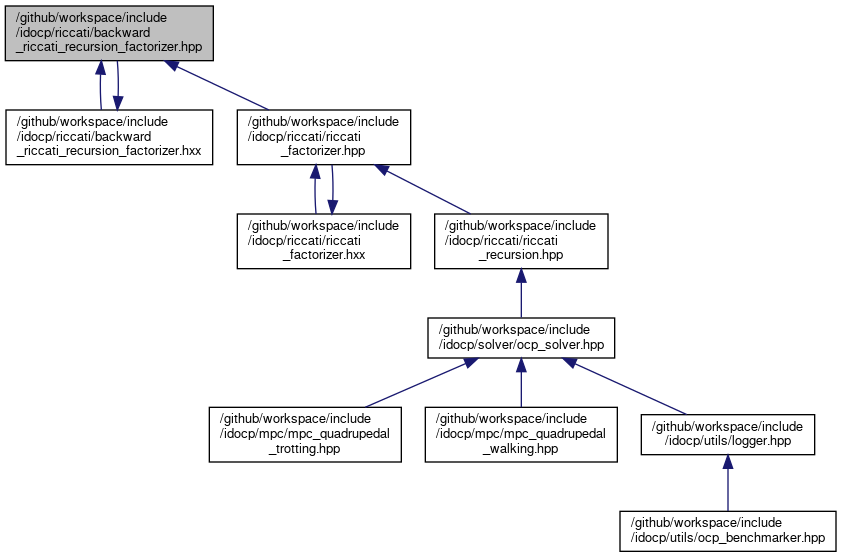 /github/workspace/include
/idocp/riccati/backward
_riccati_recursion_factorizer.hpp
/github/workspace/include
/idocp/riccati/backward
_riccati_recursion_factorizer.hxx
/github/workspace/include
/idocp/riccati/riccati
_factorizer.hpp
/github/workspace/include
/idocp/riccati/riccati
_factorizer.hxx
/github/workspace/include
/idocp/riccati/riccati
_recursion.hpp
/github/workspace/include
/idocp/solver/ocp_solver.hpp
/github/workspace/include
/idocp/mpc/mpc_quadrupedal
_trotting.hpp
/github/workspace/include
/idocp/mpc/mpc_quadrupedal
_walking.hpp
/github/workspace/include
/idocp/utils/logger.hpp
/github/workspace/include
/idocp/utils/ocp_benchmarker.hpp